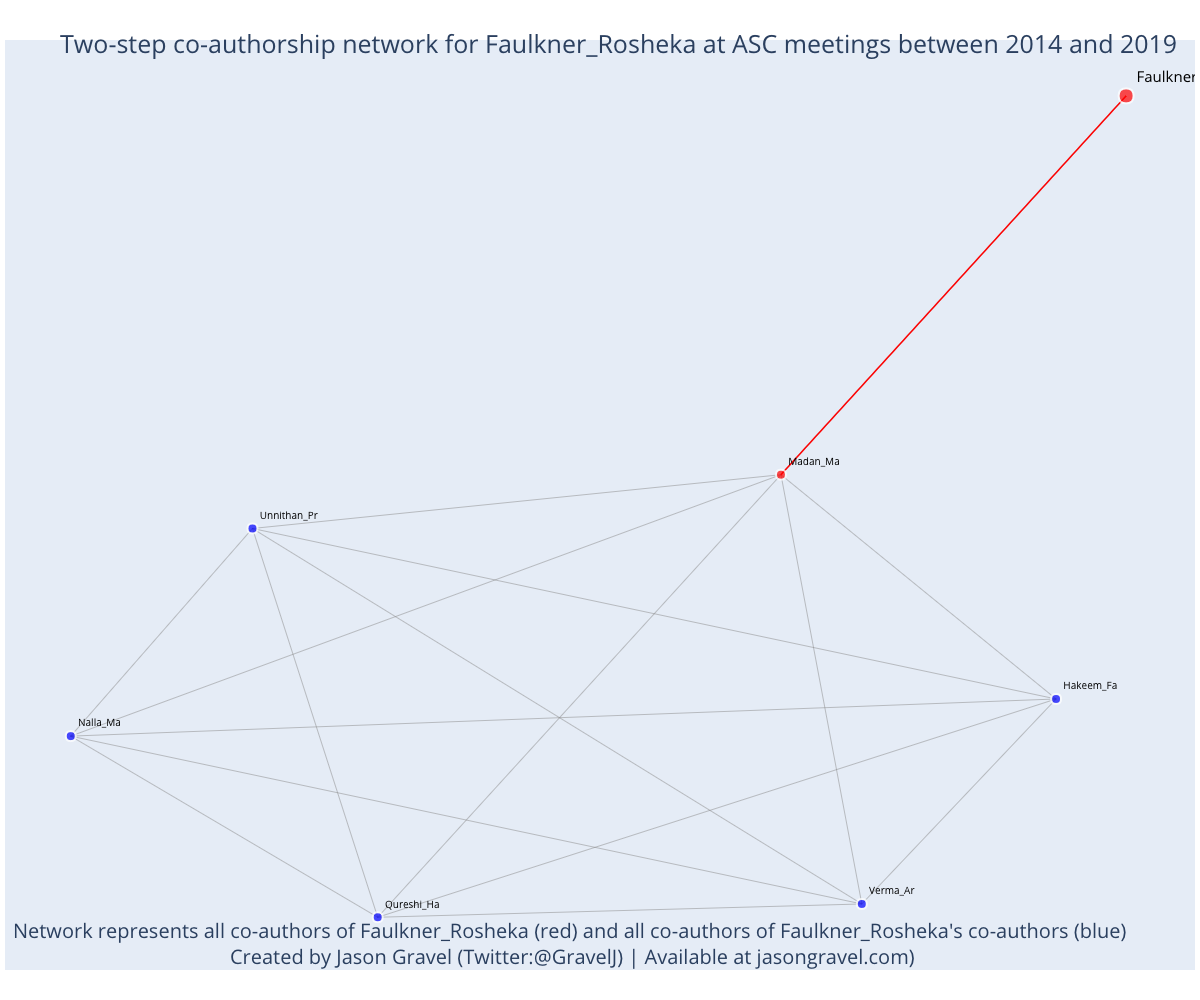 Two-step co-authorship network for Faulkner_Rosheka at ASC meetings between 2014 and 2019
Faulkner
Madan_Ma
Unnithan_Pr
Hakeem_Fa
Nalla_Ma
Verma_Ar
Qureshi_Ha
Network represents all co-authors of Faulkner_Rosheka (red) and all co-authors of Faulkner_Rosheka's co-authors (blue)
Created by Jason Gravel (Twitter:@GravelJ) | Available at jasongravel.com)